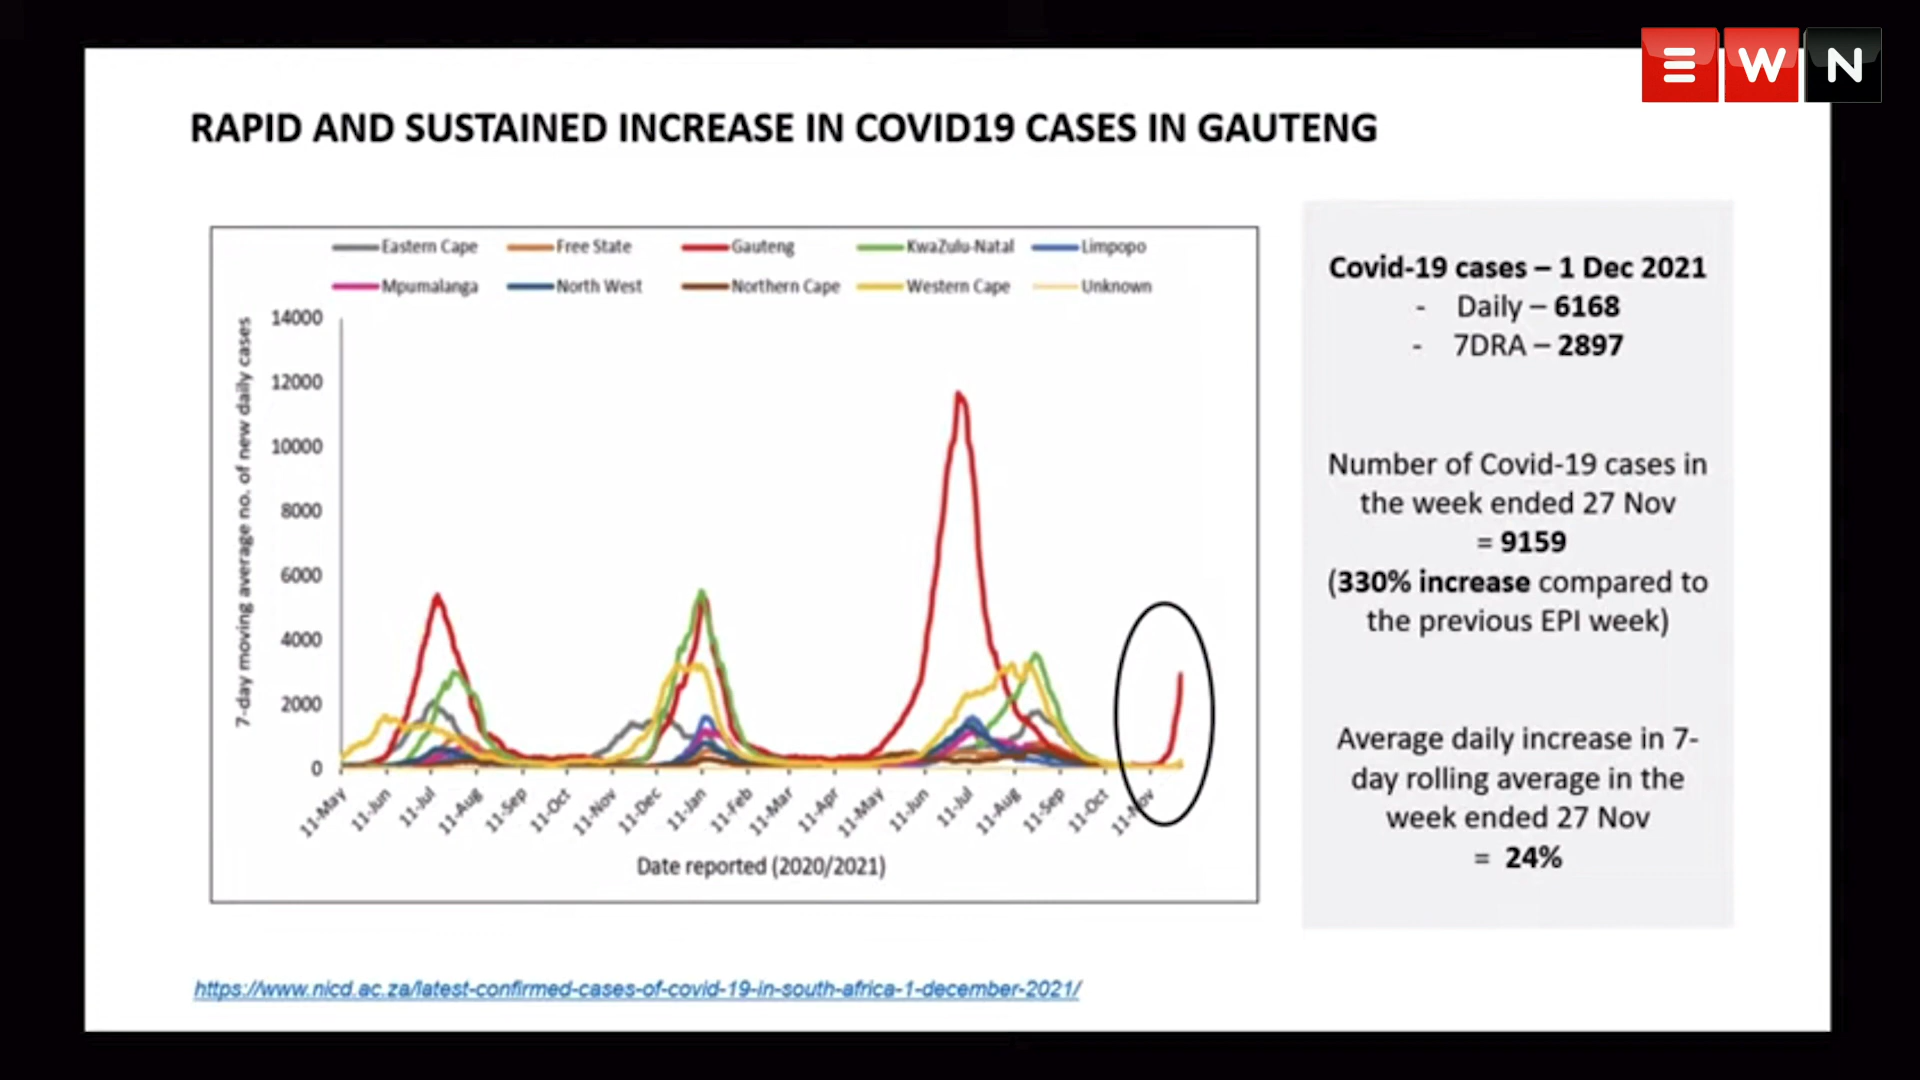 EWN
RAPID AND SUSTAINED INCREASE IN COVID19 CASES IN GAUTENG
Eastern Cape Free State Gauteng KwaZulu-Natal Limpopo
Mpumalanga North West Northern Cape Western Cape Unknown
7-day moving average no. of new daily cases
14000
12000
10000
8000
6000
4000
2000
0
11-May 11-Jun 11-Jul 11-Aug 11-Sep 11-Oct 11-Nov 11-Dec 11-Jan 11-Feb 11-Mar 11-Apr 11-May 11-Jun 11-Jul 11-Aug 11-Sep 11-Oct 11-Nov
Date reported (2020/2021)
Covid-19 cases – 1 Dec 2021
- Daily – 6168
- 7DRA – 2897
Number of Covid-19 cases in
the week ended 27 Nov
= 9159
(330% increase compared to
the previous EPI week)
Average daily increase in 7-
day rolling average in the
week ended 27 Nov
= 24%
https://www.nicd.ac.za/latest-confirmed-cases-of-covid-19-in-south-africa-1-december-2021/